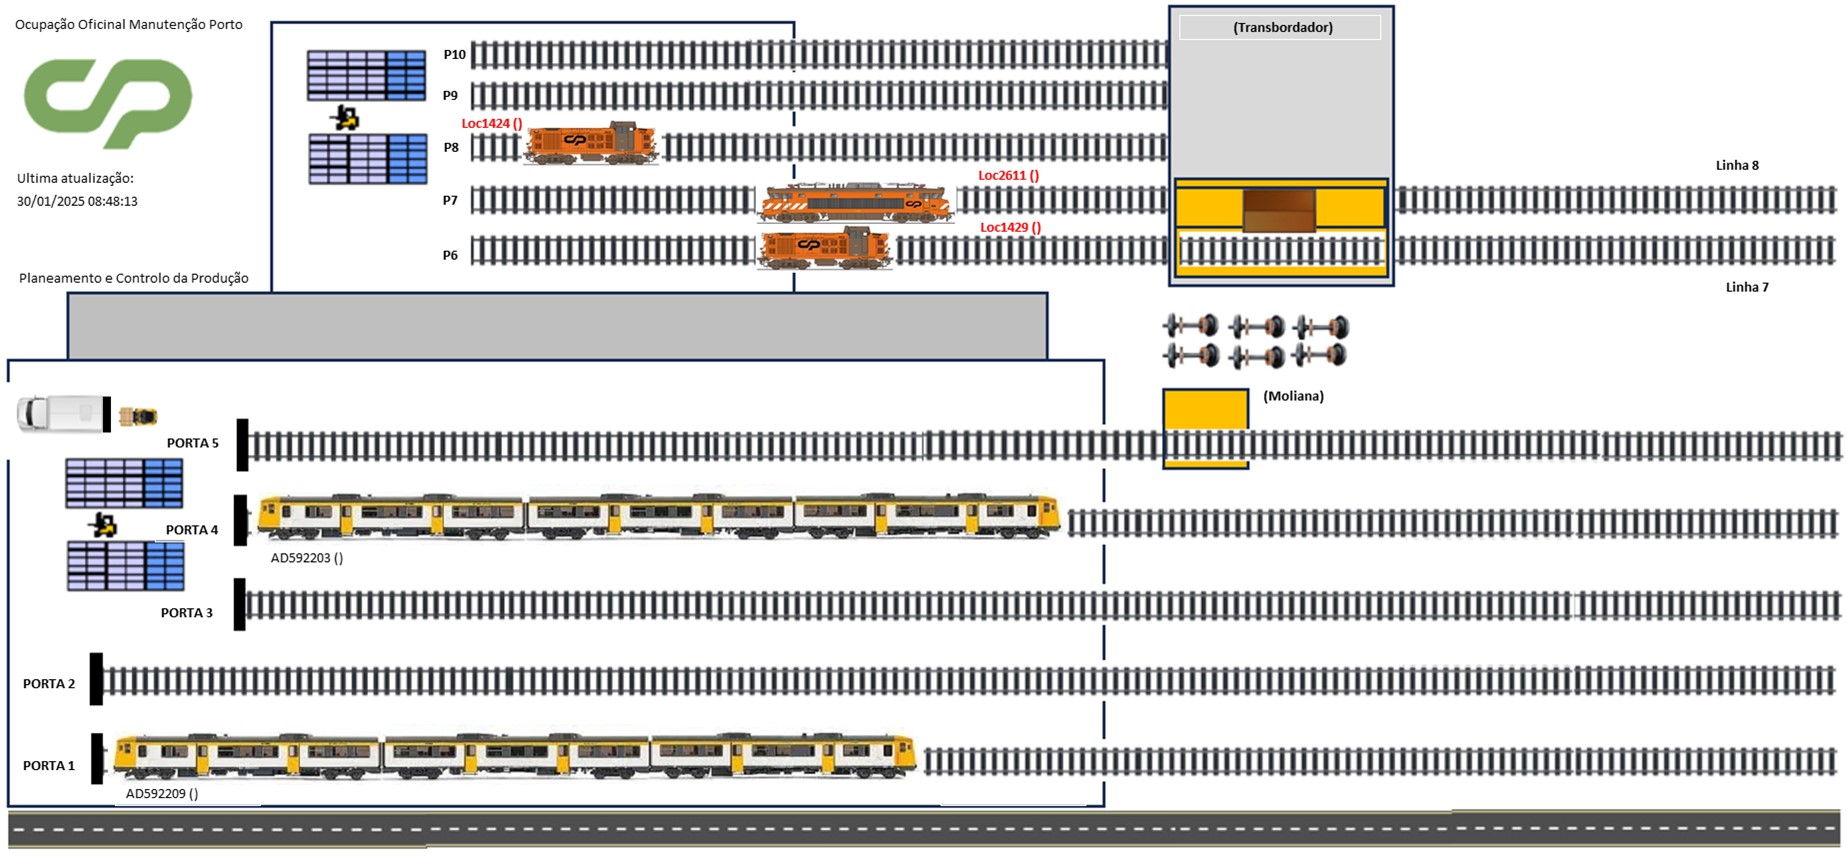 Ocupação Oficinal Manutenção Porto
(Transbordador)
P10
P9
Loc1424 ()
P8
Ultima atualização:
30/01/2025 08:48:13
Loc2611 ()
Linha 8
P7
Loc1429 ()
P6
Planeamento e Controlo da Produção
Linha 7
(Moliana)
PORTA 5
PORTA 4
AD592203 ()
PORTA 3
PORTA 2
PORTA 1
AD592209 ()